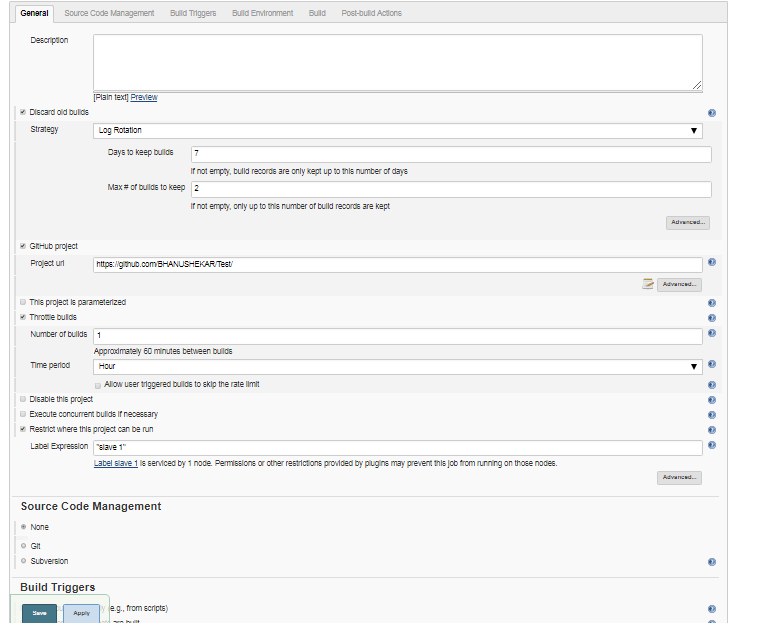 General Source Code Management Build Triggers Build Environment Build Post-build Actions
Description
[Plain text] Preview
Discard old builds
Strategy Log Rotation
Days to keep builds 7
If not empty, build records are only kept up to this number of days
Max # of builds to keep 2
If not empty, only up to this number of build records are kept
Advanced...
GitHub project
Project url https://github.com/BHANUSHEKAR/Test/
Advanced...
This project is parameterized
Throttle builds
Number of builds 1
Approximately 60 minutes between builds
Time period Hour
Allow user triggered builds to skip the rate limit
Disable this project
Execute concurrent builds if necessary
Restrict where this project can be run
Label Expression "slave 1"
Label slave 1 is serviced by 1 node. Permissions or other restrictions provided by plugins may prevent this job from running on those nodes.
Advanced...
Source Code Management
None
Git
Subversion
Build Triggers
(e.g., from scripts)
Save Apply